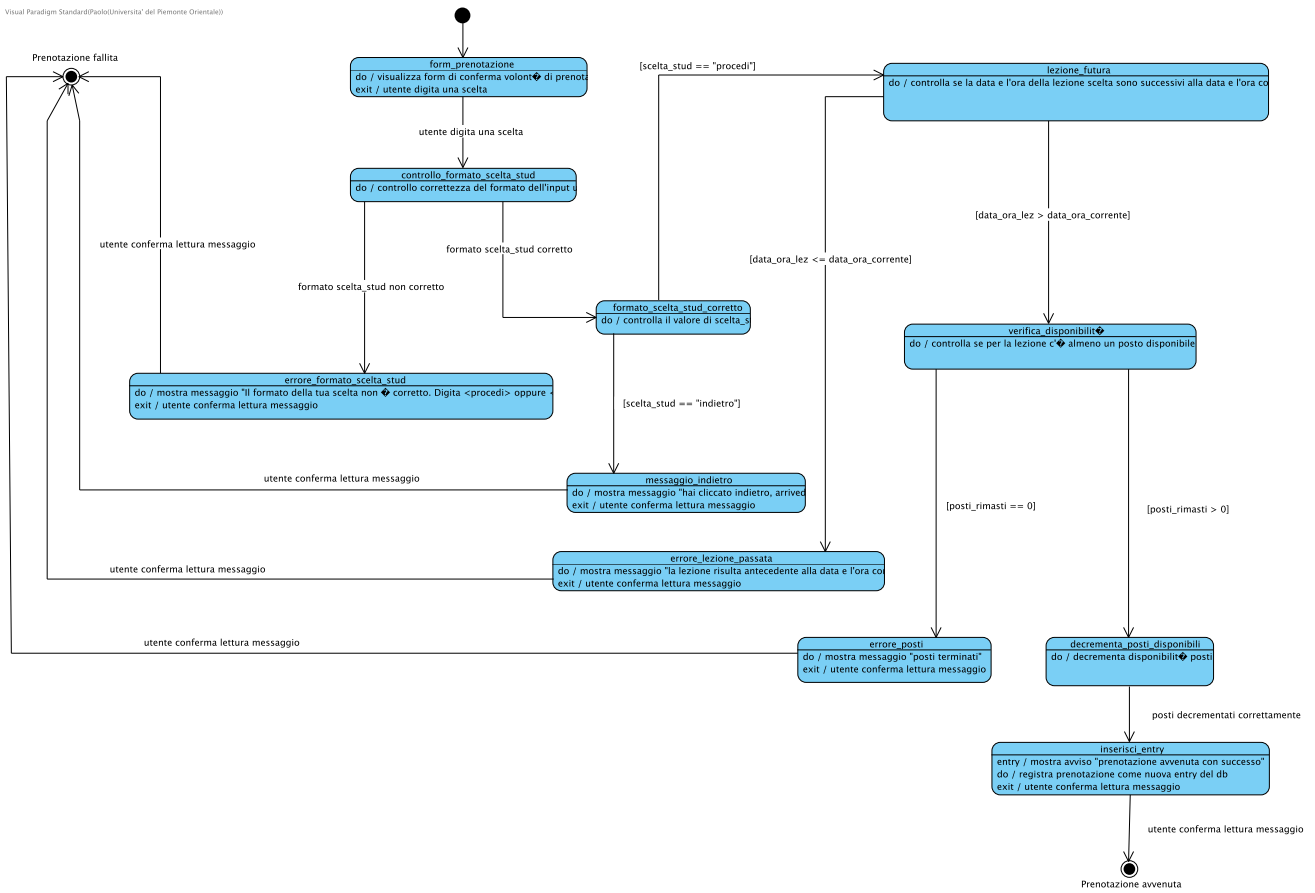 Visual Paradigm Standard(Paolo(Universita' del Piemonte Orientale))
Prenotazione fallita
form_prenotazione
do / visualizza form di conferma volont� di
exit / utente digita una scelta
[scelta_stud == "procedi"]
lezione_futura
do / controlla se la data e l'ora della lezione scelta sono successivi alla data e l'ora
utente digita una scelta
controllo_formato_scelta_stud
do / controllo correttezza del formato dell'input
[data_ora_lez > data_ora_corrente]
utente conferma lettura messaggio
formato scelta_stud corretto
[data_ora_lez <= data_ora_corrente]
formato scelta_stud non corretto
formato_scelta_stud_corretto
do / controlla il valore di
verifica_disponibilit�
do / controlla se per la lezione c'� almeno un posto disponibile
errore_formato_scelta_stud
do / mostra messaggio "Il formato della tua scelta non � corretto. Digita <procedi> oppure
exit / utente conferma lettura messaggio
[scelta_stud == "indietro"]
utente conferma lettura messaggio
messaggio_indietro
do / mostra messaggio "hai cliccato indietro,
exit / utente conferma lettura messaggio
[posti_rimasti == 0]
[posti_rimasti > 0]
errore_lezione_passata
do / mostra messaggio "la lezione risulta antecedente alla data e l'ora
exit / utente conferma lettura messaggio
utente conferma lettura messaggio
utente conferma lettura messaggio
errore_posti
do / mostra messaggio "posti terminati"
exit / utente conferma lettura messaggio
decrementa_posti_disponibili
do / decrementa disponibilit� posti
posti decrementati correttamente
inserisci_entry
entry / mostra avviso "prenotazione avvenuta con successo"
do / registra prenotazione come nuova entry del db
exit / utente conferma lettura messaggio
utente conferma lettura messaggio
Prenotazione avvenuta